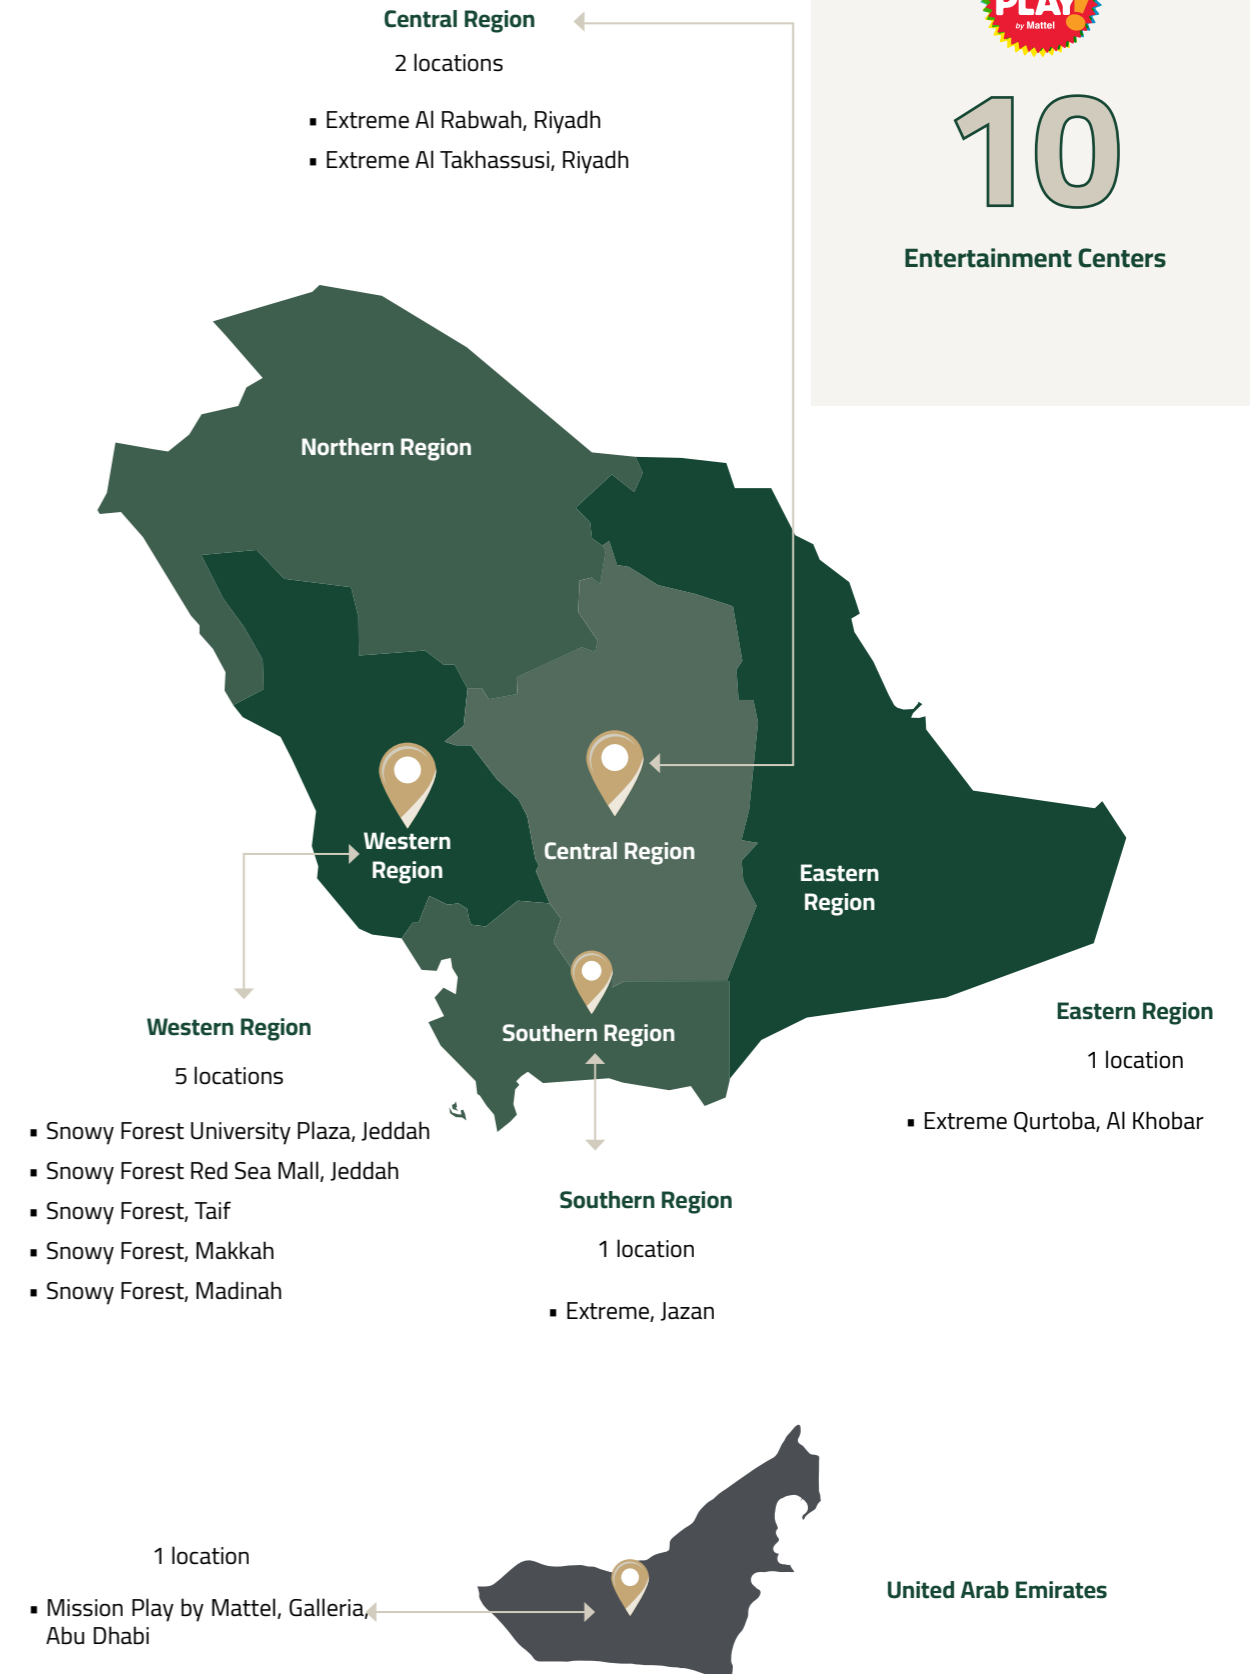 Central Region
2 locations
▪ Extreme Al Rabwah, Riyadh
▪ Extreme Al Takhassusi, Riyadh
PLAY!
by Mattel
10
Entertainment Centers
Northern Region
Western
Region
Central Region
Eastern
Region
Southern Region
Western Region
5 locations
▪ Snowy Forest University Plaza, Jeddah
▪ Snowy Forest Red Sea Mall, Jeddah
▪ Snowy Forest, Taif
▪ Snowy Forest, Makkah
▪ Snowy Forest, Madinah
Southern Region
1 location
▪ Extreme, Jazan
Eastern Region
1 location
▪ Extreme Qurtoba, Al Khobar
1 location
▪ Mission Play by Mattel, Galleria,
Abu Dhabi
United Arab Emirates